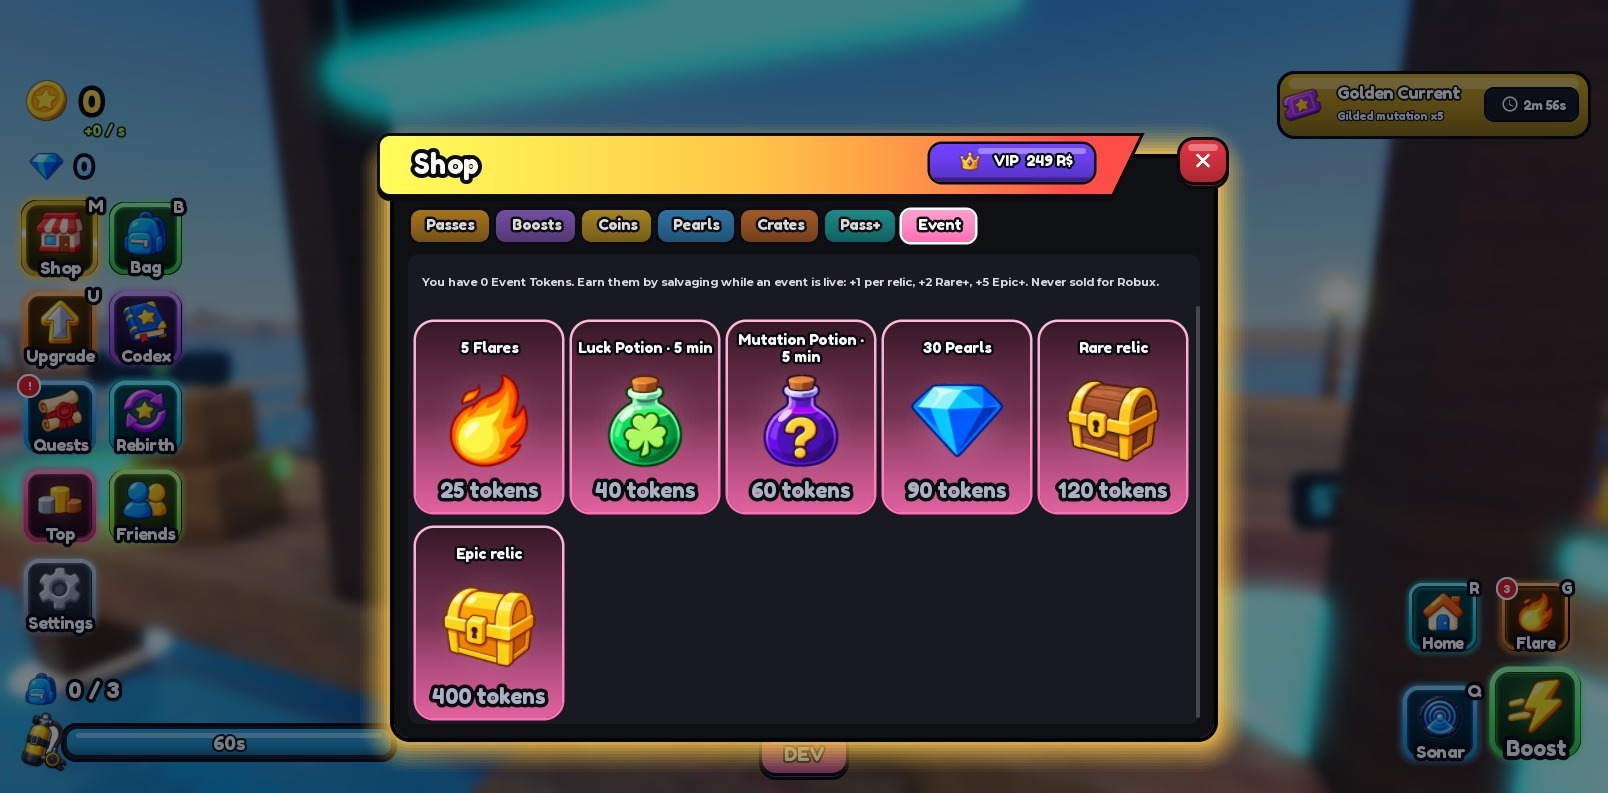 0
+0 / s
0
M
B
Shop
Bag
U
Upgrade
Codex
!
Quests
Rebirth
Top
Friends
Settings
0 / 3
60s
Shop
VIP 249 R$
Passes
Boosts
Coins
Pearls
Crates
Pass+
Event
You have 0 Event Tokens. Earn them by salvaging while an event is live: +1 per relic, +2 Rare+, +5 Epic+. Never sold for Robux.
5 Flares
25 tokens
Luck Potion · 5 min
40 tokens
Mutation Potion ·
5 min
?
60 tokens
30 Pearls
90 tokens
Rare relic
120 tokens
Epic relic
400 tokens
DEV
Golden Current
Gilded mutation x5
2m 56s
R
Home
3
G
Flare
Q
Sonar
Boost